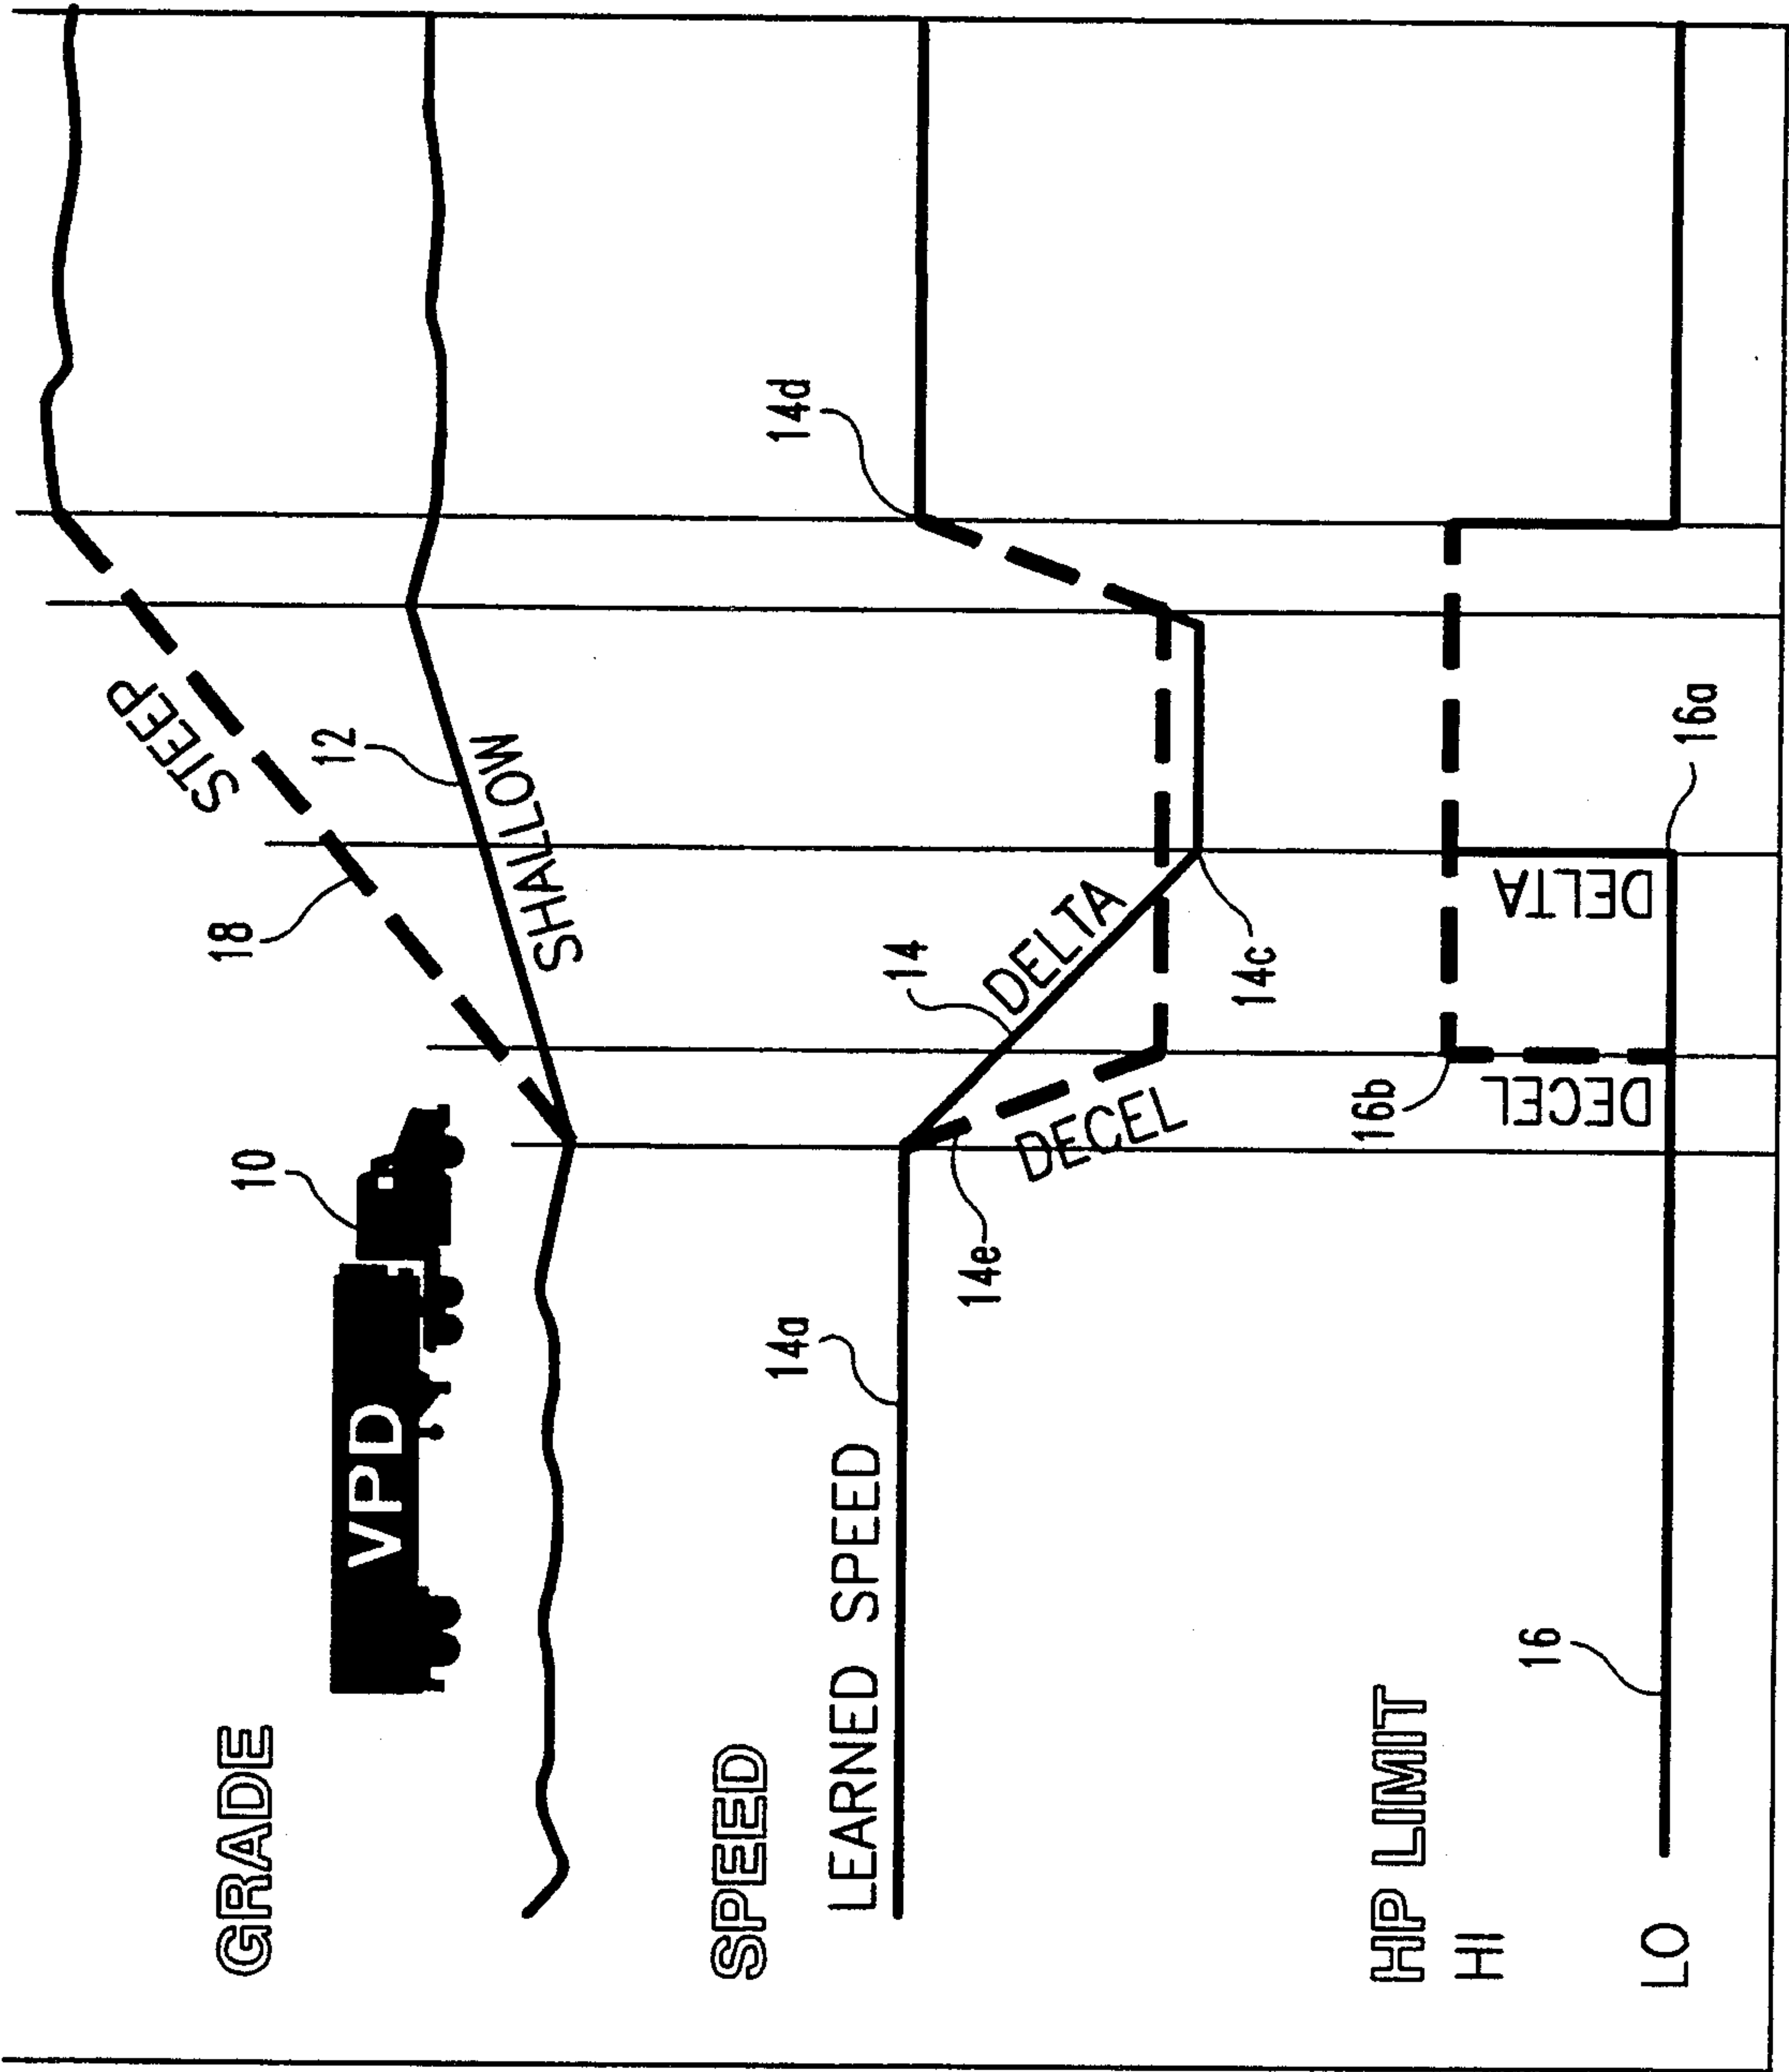 GRADE
10
VPD
18
STEEP
12
SHALLOW
SPEED
LEARNED SPEED
14a
14
DELTA
14e
DECEL
14c
14d
HP LIMIT
HI
LO
16
16b
DECEL
DELTA
16a